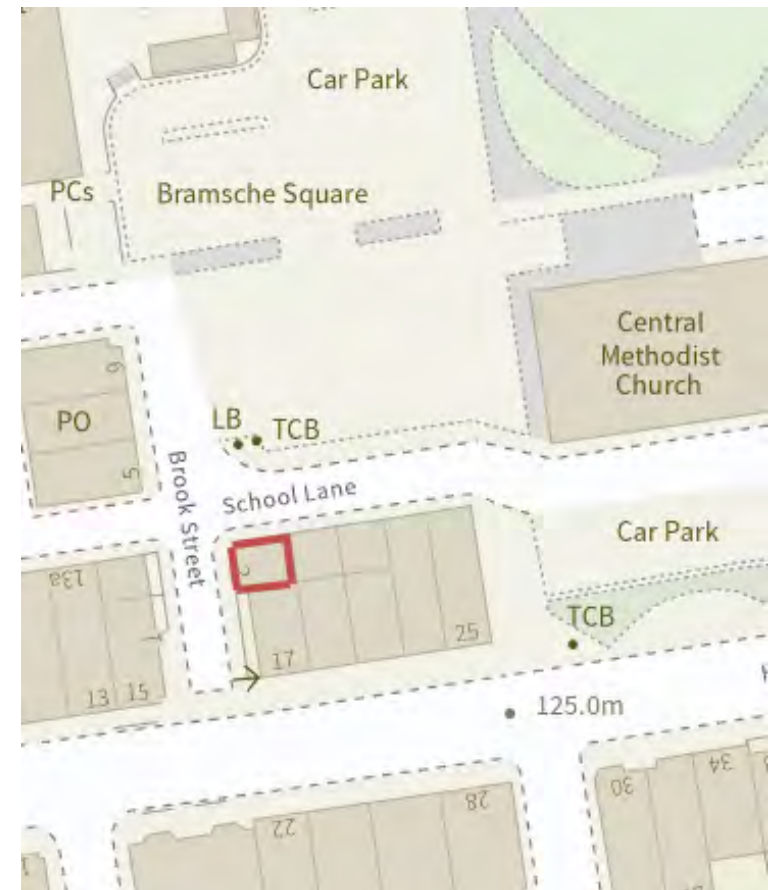 Car Park
PCs
Bramsche Square
Central
Methodist
Church
9
PO
LB
TCB
5
Brook Street
School Lane
Car Park
13a
TCB
25
17
13
15
125.0m
34
30
28
22